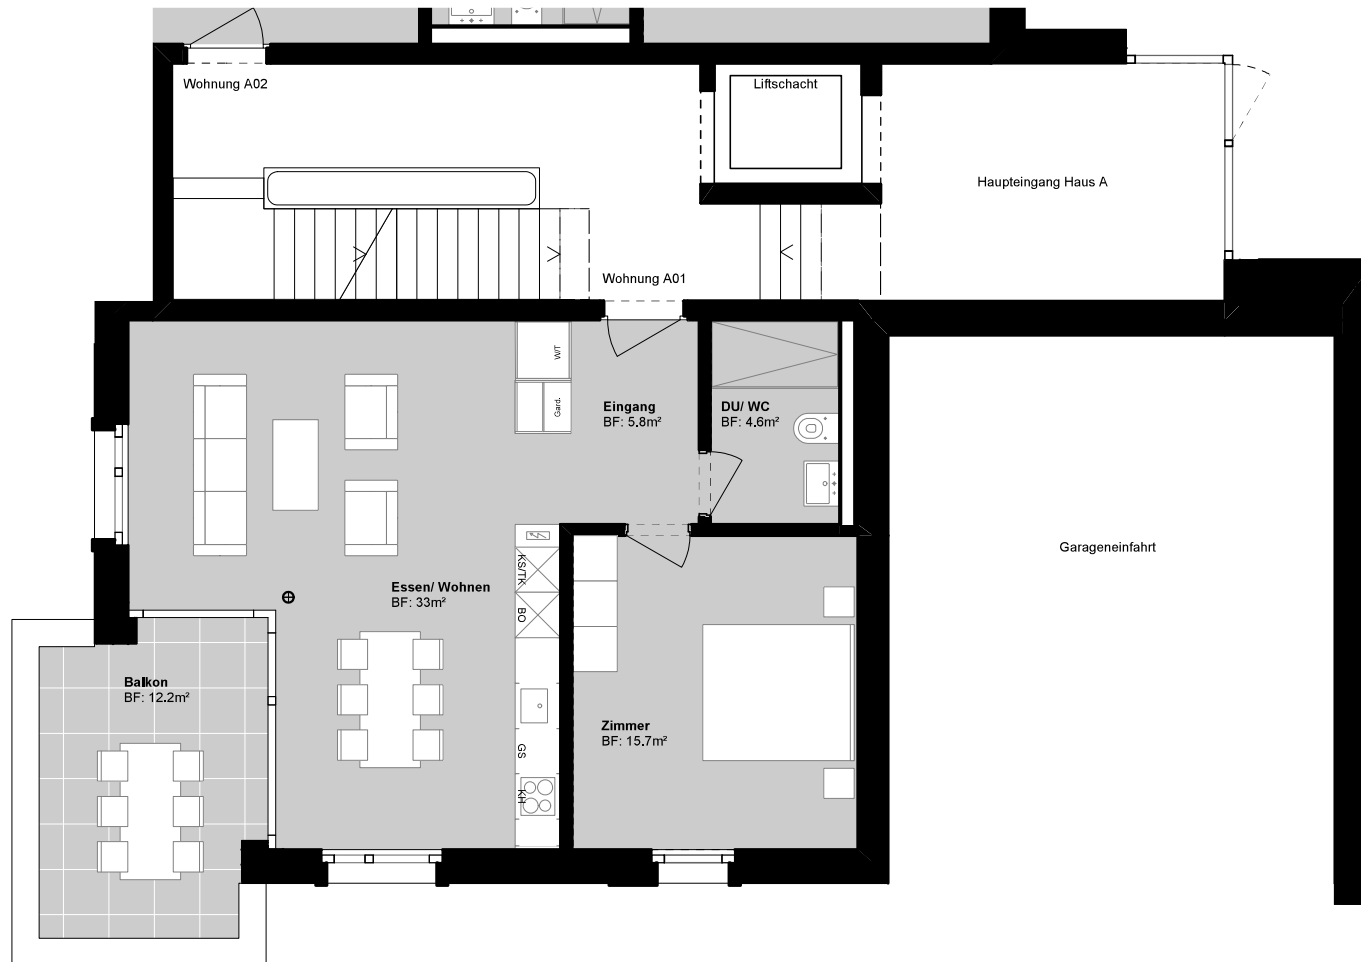 Wohnung A02
Liftschacht
Haupteingang Haus A
Wohnung A01
W/T
Gard.
Eingang
BF: 5.8m²
DU/ WC
BF: 4.6m²
KS/TK
BO
Essen/ Wohnen
BF: 33m²
Garageneinfahrt
Balkon
BF: 12.2m²
Zimmer
BF: 15.7m²
GS
KH